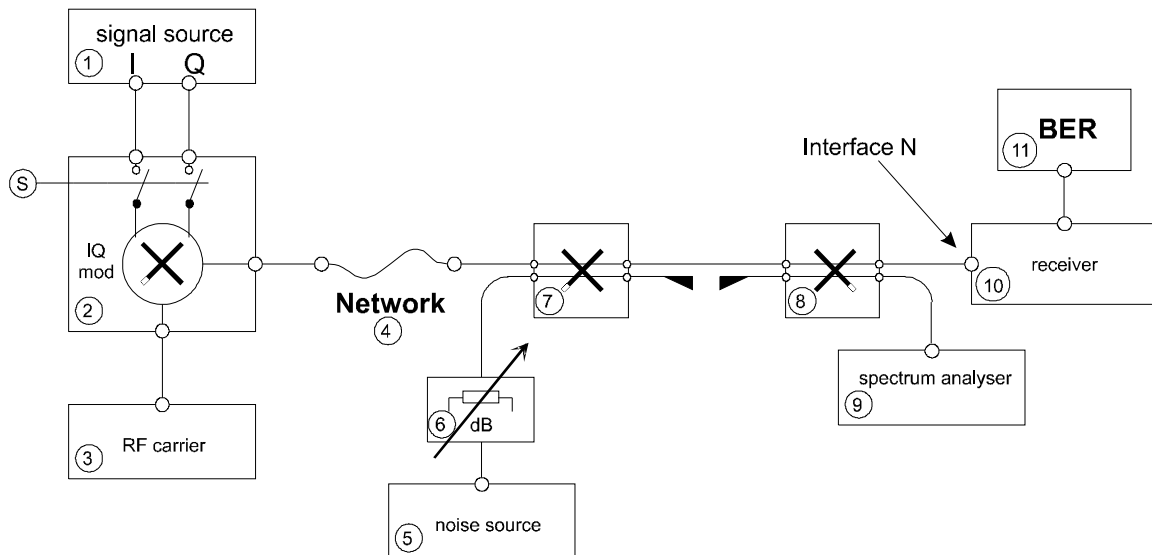 signal source
I Q
1
S
IQ
mod
2
RF carrier
3
Network
4
noise source
5
6
dB
7
8
spectrum analyser
9
Interface N
receiver
10
BER
11